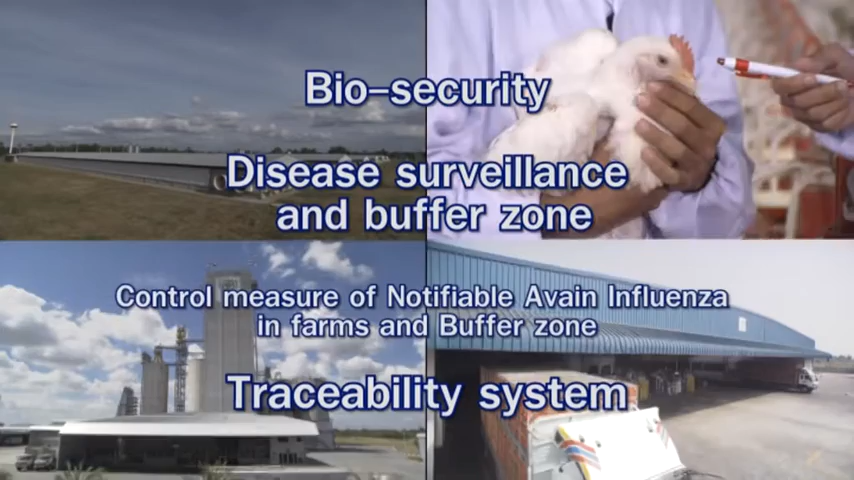 Bio-security
Disease surveillance
and buffer zone
Control measure of Notifiable Avain Influenza
in farms and Buffer zone
Traceability system